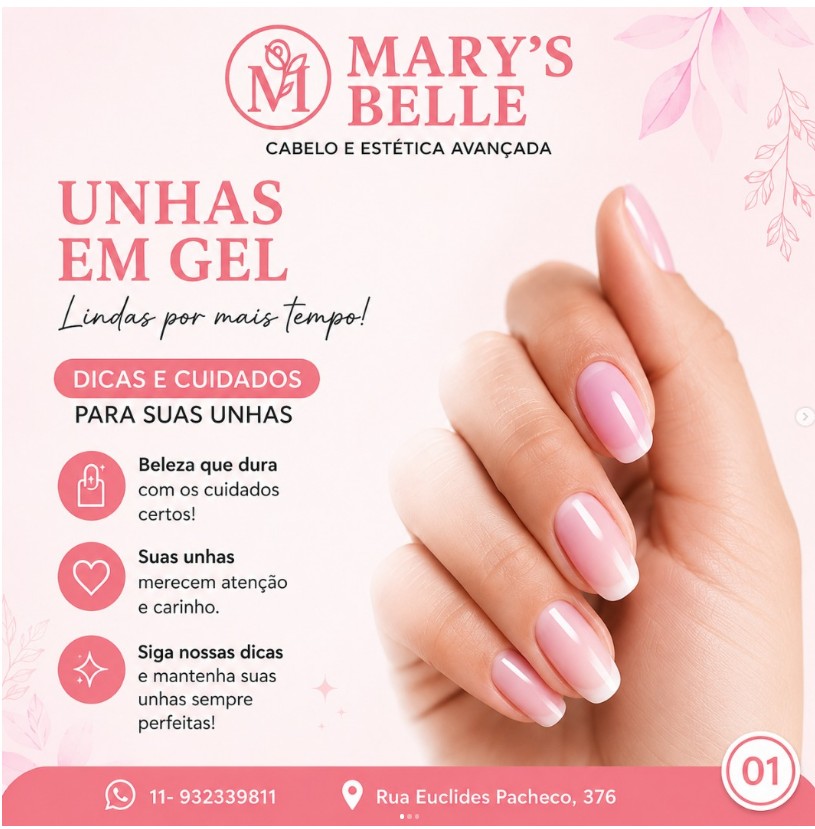 M
MARY'S
BELLE
CABELO E ESTÉTICA AVANÇADA
UNHAS
EM GEL
Lindas por mais tempo!
DICAS E CUIDADOS
PARA SUAS UNHAS
Beleza que dura
com os cuidados
certos!
Suas unhas
merecem atenção
e carinho.
Siga nossas dicas
e mantenha suas
unhas sempre
perfeitas!
11- 932339811
Rua Euclides Pacheco, 376
01